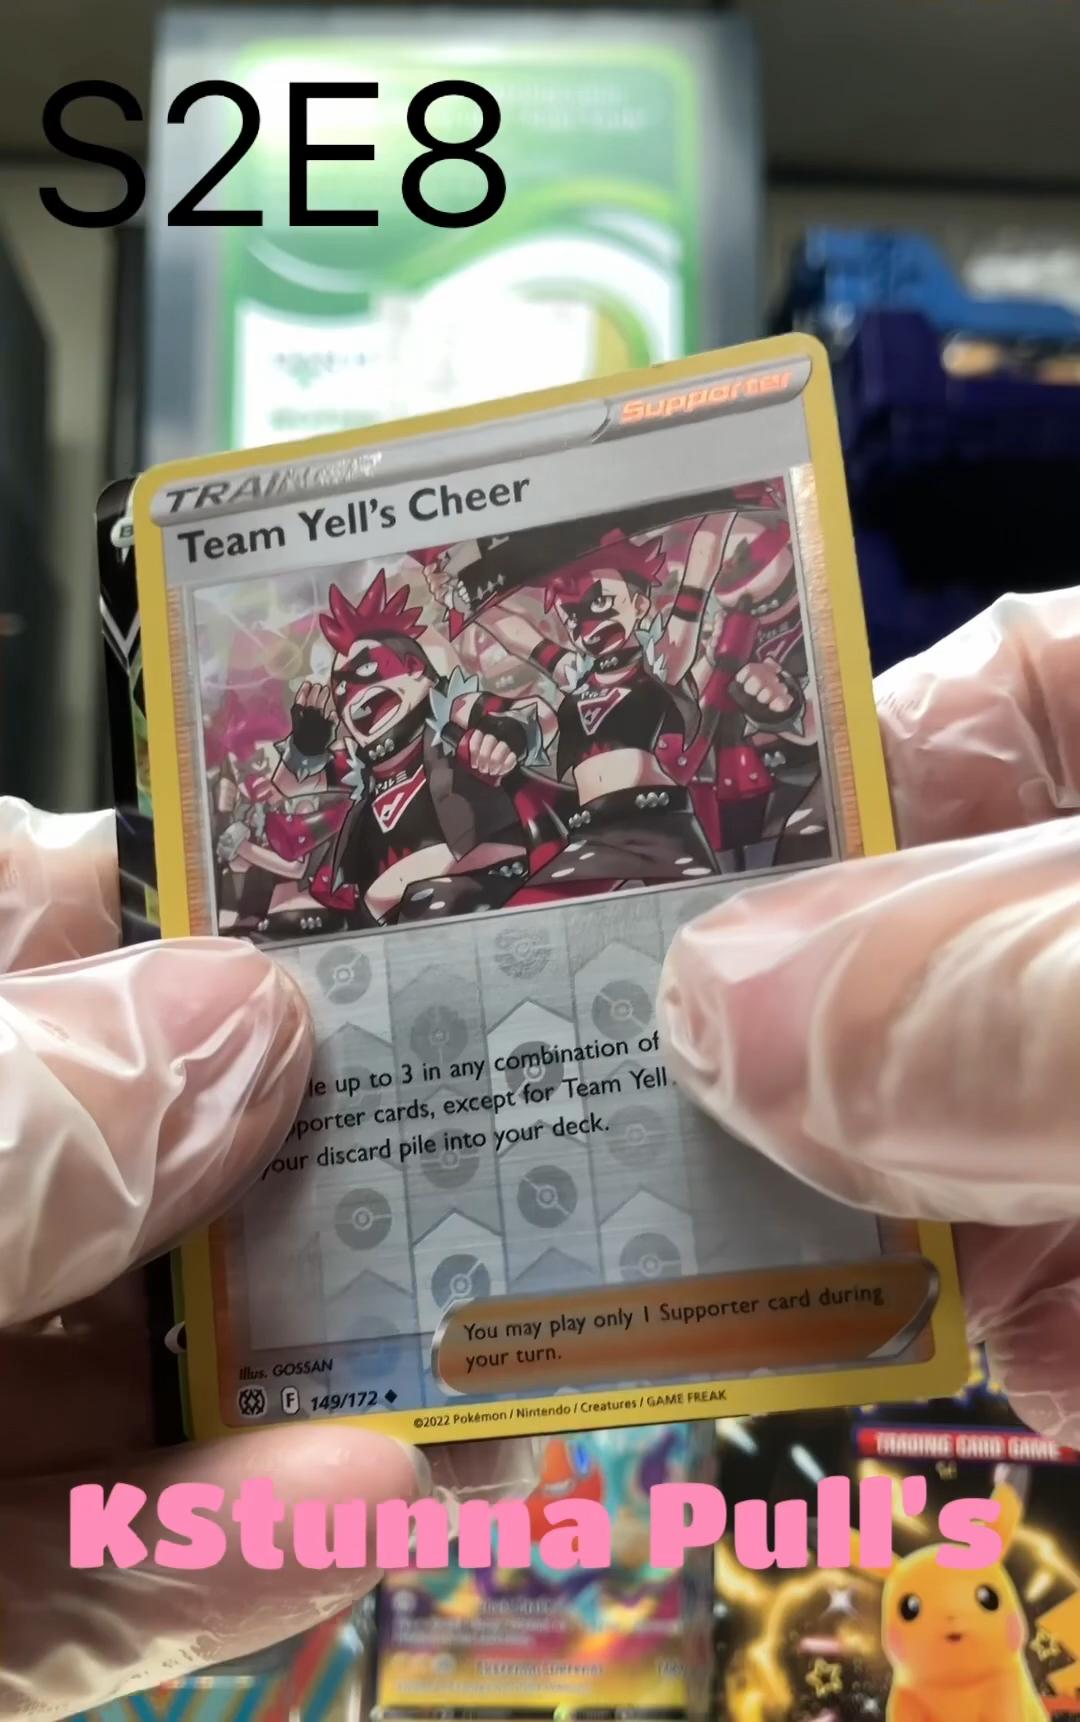 S2E8
Supporter
TRAINER
Team Yell's Cheer
le up to 3 in any combination of
porter cards, except for Team Yell
our discard pile into your deck.
You may play only 1 Supporter card during
your turn.
Illus. GOSSAN
F 149/172
©2022 Pokémon / Nintendo / Creatures / GAME FREAK
TRADING CARD GAME
KStunna Pull's